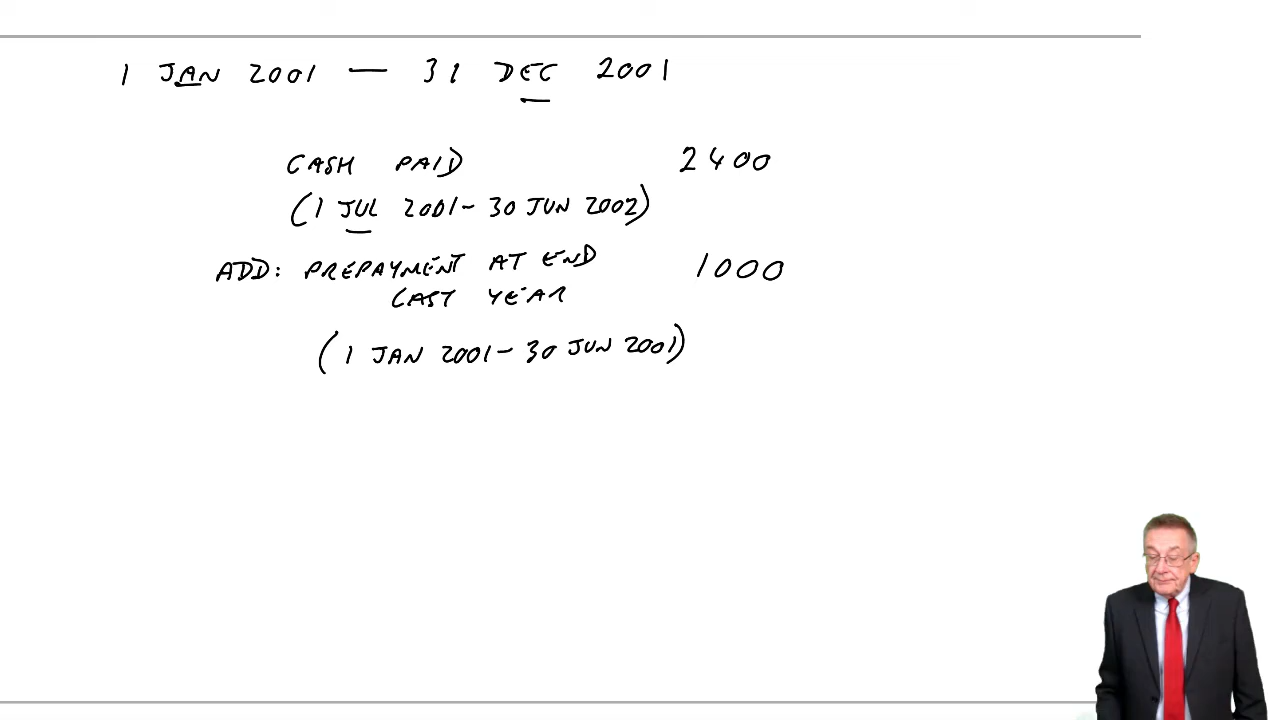 1 JAN 2001 — 31 DEC 2001
CASH PAID 2400
(1 JUL 2001 - 30 JUN 2002)
ADD: PREPAYMENT AT END 1000
LAST YEAR
(1 JAN 2001 - 30 JUN 2001)